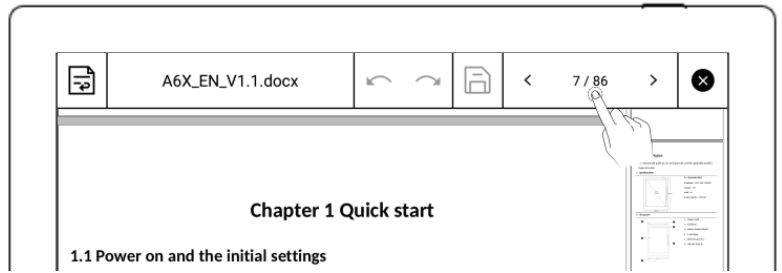 A6X_EN_V1.1.docx
7 / 86
Chapter 1 Quick start
1.1 Power on and the initial settings